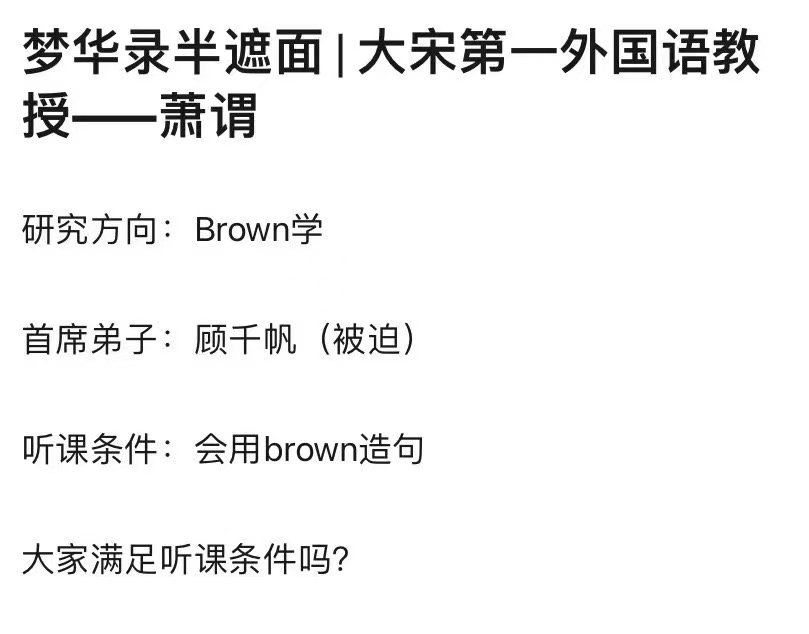 梦华录半遮面|大宋第一外国语教
授——萧谓
研究方向：Brown学
首席弟子：顾千帆（被迫）
听课条件：会用brown造句
大家满足听课条件吗？